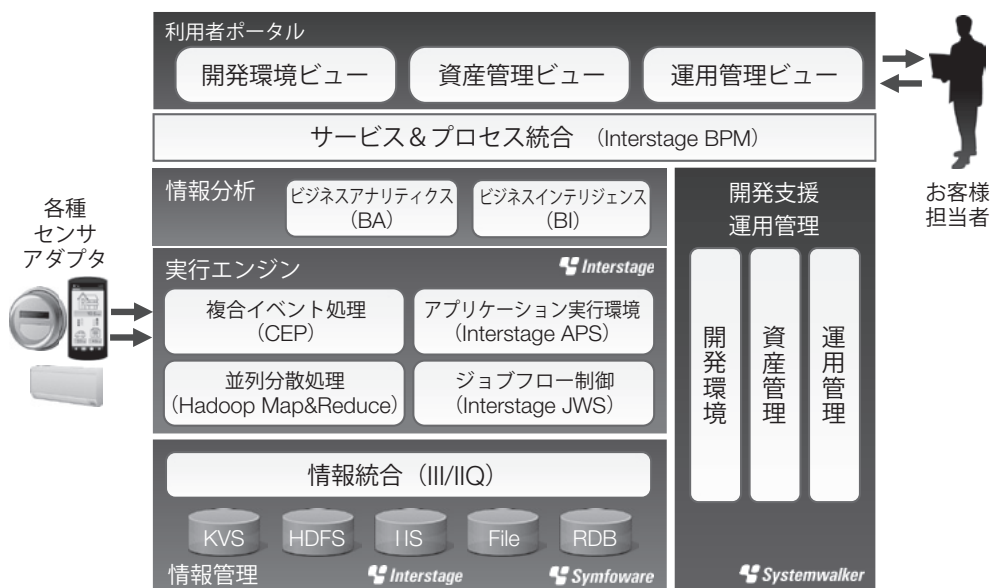 利用者ポータル
開発環境ビュー
資産管理ビュー
運用管理ビュー
サービス＆プロセス統合 （Interstage BPM）
お客様
担当者
各種
センサ
アダプタ
情報分析
ビジネスアナリティクス
（BA）
ビジネスインテリジェンス
（BI）
実行エンジン
Interstage
複合イベント処理
（CEP）
アプリケーション実行環境
（Interstage APS）
並列分散処理
（Hadoop Map&Reduce）
ジョブフロー制御
（Interstage JWS）
情報統合（III/IIQ）
KVS
HDFS
IIS
File
RDB
情報管理
Interstage
Symfoware
開発支援
運用管理
開発環境
資産管理
運用管理
Systemwalker